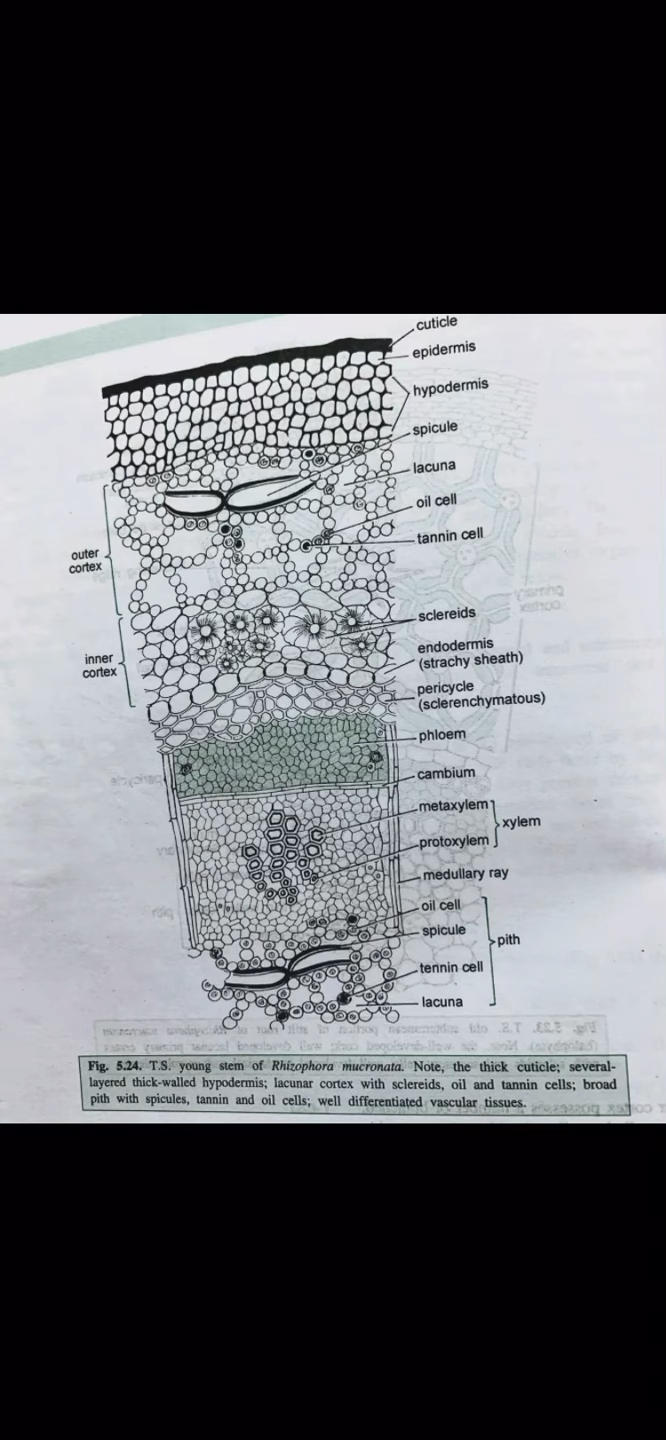 cuticle
epidermis
hypodermis
spicule
lacuna
oil cell
tannin cell
outer
cortex
sclereids
inner
cortex
endodermis
(strachy sheath)
pericycle
(sclerenchymatous)
phloem
cambium
metaxylem
xylem
protoxylem
medullary ray
oil cell
spicule
pith
tennin cell
lacuna
Fig. 5.24. T.S. young stem of Rhizophora mucronata. Note, the thick cuticle; several-
layered thick-walled hypodermis; lacunar cortex with sclereids, oil and tannin cells; broad
pith with spicules, tannin and oil cells; well differentiated vascular tissues.